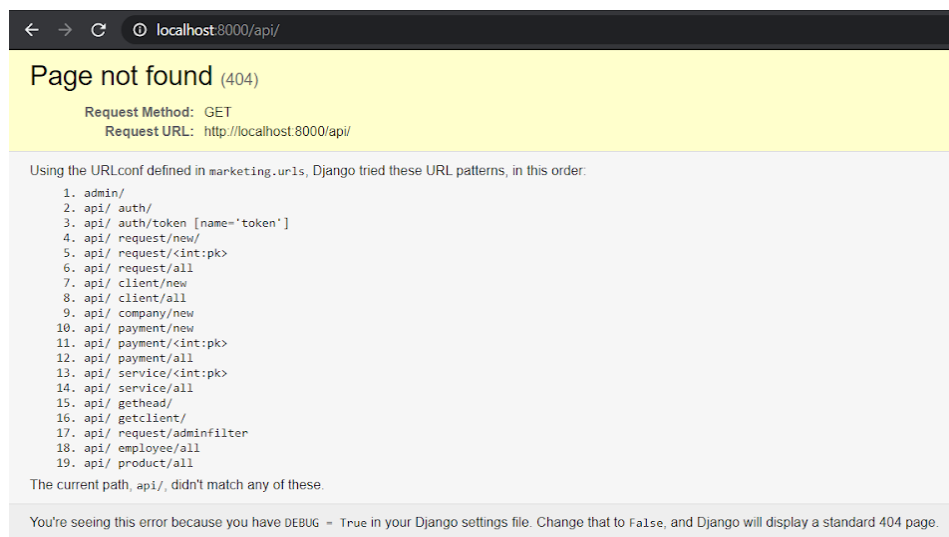 localhost:8000/api/
Page not found (404)
Request Method: GET
Request URL: http://localhost:8000/api/
Using the URLconf defined in marketing.urls, Django tried these URL patterns, in this order:
1. admin/
2. api/ auth/
3. api/ auth/token [name='token']
4. api/ request/new/
5. api/ request/<int:pk>
6. api/ request/all
7. api/ client/new
8. api/ client/all
9. api/ company/new
10. api/ payment/new
11. api/ payment/<int:pk>
12. api/ payment/all
13. api/ service/<int:pk>
14. api/ service/all
15. api/ gethead/
16. api/ getclient/
17. api/ request/adminfilter
18. api/ employee/all
19. api/ product/all
The current path, api/, didn't match any of these.
You're seeing this error because you have DEBUG = True in your Django settings file. Change that to False, and Django will display a standard 404 page.